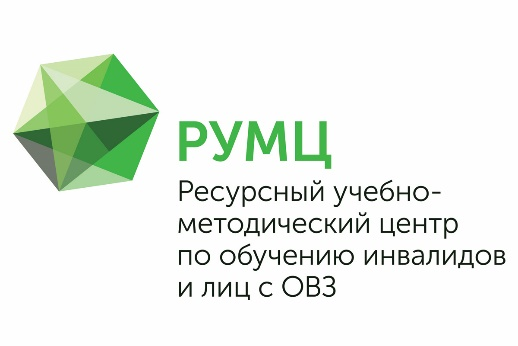 РУМЦ
Ресурсный учебно-
методический центр
по обучению инвалидов
и лиц с ОВЗ